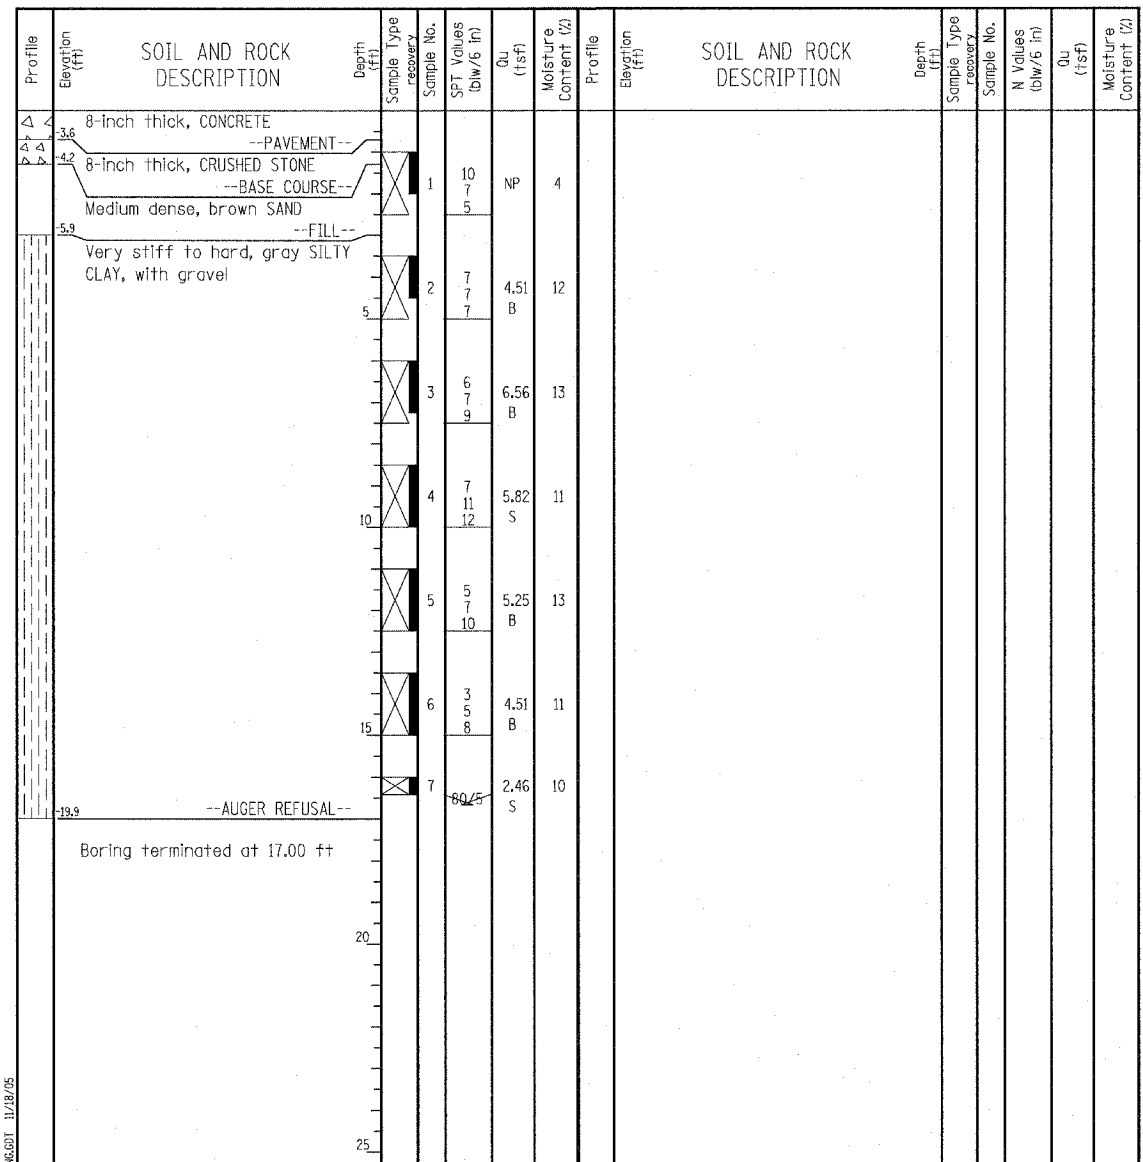 Profile
Elevation (ft)
SOIL AND ROCK DESCRIPTION
Depth (ft)
Sample Type recovery
Sample No.
SPT Values (blw/6 in)
Qu (tsf)
Moisture Content (%)
Profile
Elevation (ft)
SOIL AND ROCK DESCRIPTION
Depth (ft)
Sample Type recovery
Sample No.
N Values (blw/6 in)
Qu (tsf)
Moisture Content (%)
8-inch thick, CONCRETE
-3.6 --PAVEMENT--
-4.2 8-inch thick, CRUSHED STONE
--BASE COURSE--
1 10 7 5 NP 4
Medium dense, brown SAND
-5.9 --FILL--
Very stiff to hard, gray SILTY
CLAY, with gravel
2 7 7 7 4.51 B 12
5
3 6 7 9 6.56 B 13
4 7 11 12 5.82 S 11
10
5 5 7 10 5.25 B 13
6 3 5 8 4.51 B 11
15
7 80/5 2.46 S 10
-19.9 --AUGER REFUSAL--
Boring terminated at 17.00 ft
20
25
NG.GDT 11/18/05